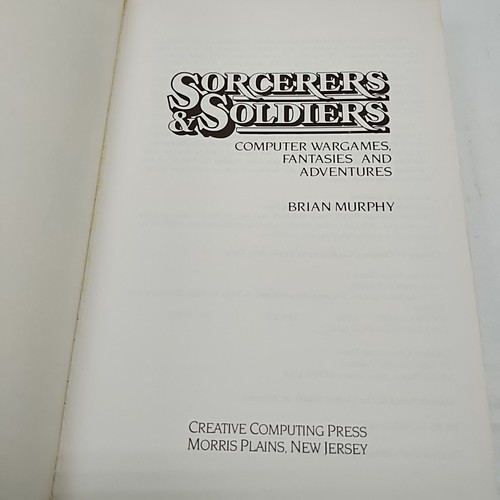 SORCERERS
& SOLDIERS
COMPUTER WARGAMES,
FANTASIES AND
ADVENTURES
BRIAN MURPHY
CREATIVE COMPUTING PRESS
MORRIS PLAINS, NEW JERSEY